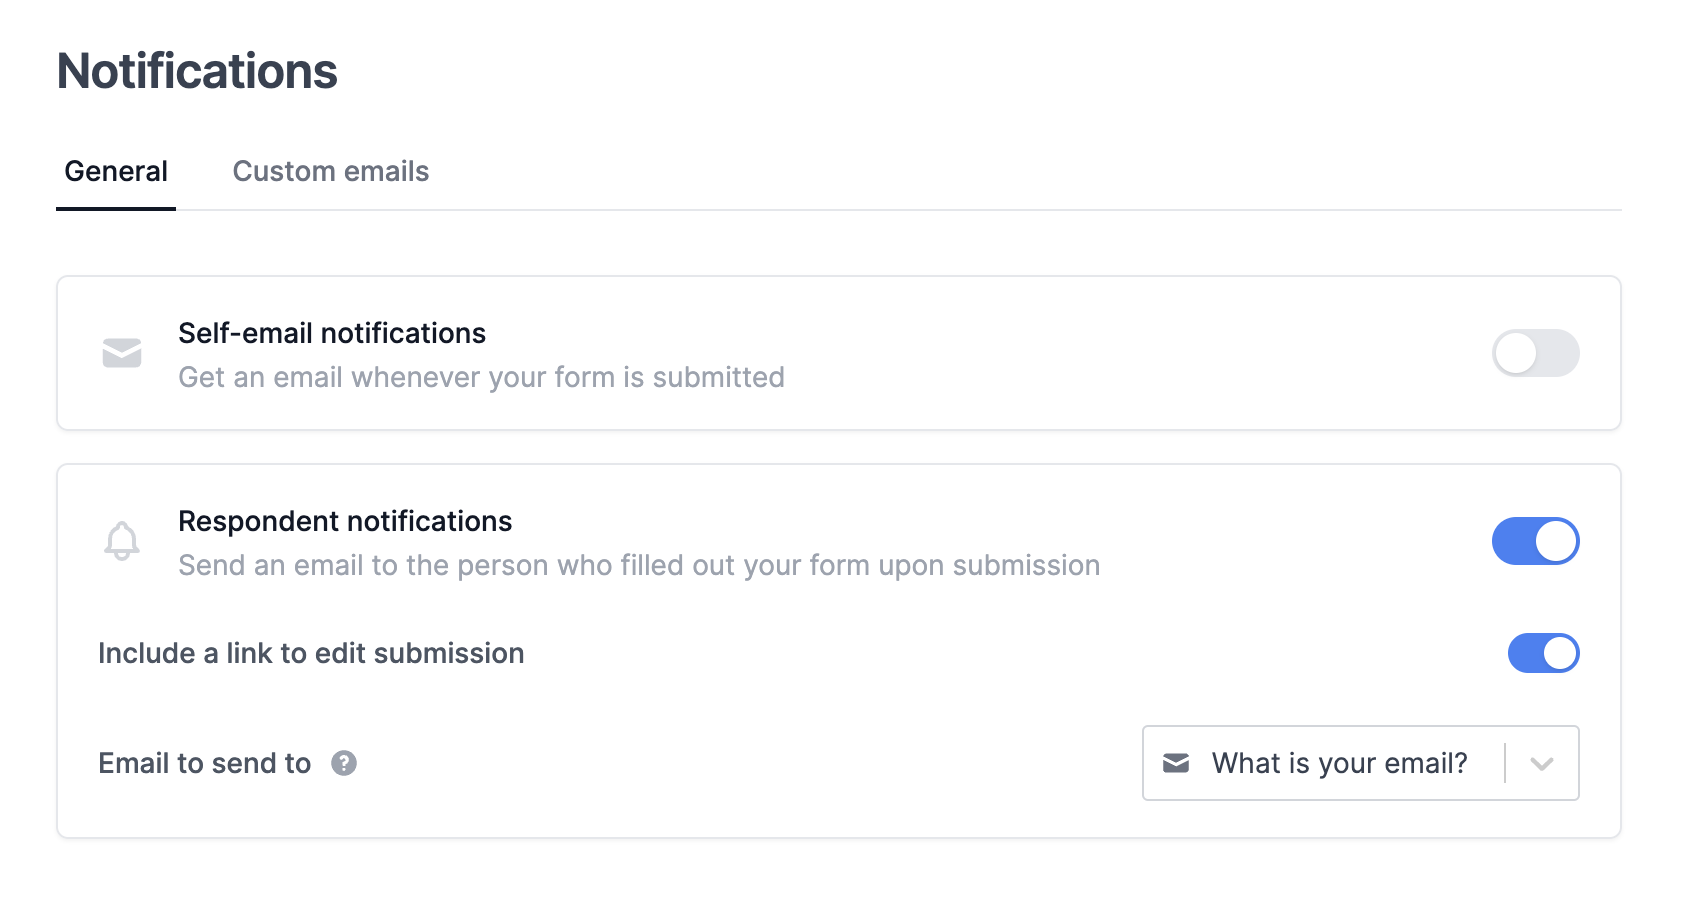 Notifications
General
Custom emails
Self-email notifications
Get an email whenever your form is submitted
Respondent notifications
Send an email to the person who filled out your form upon submission
Include a link to edit submission
Email to send to ?
What is your email?